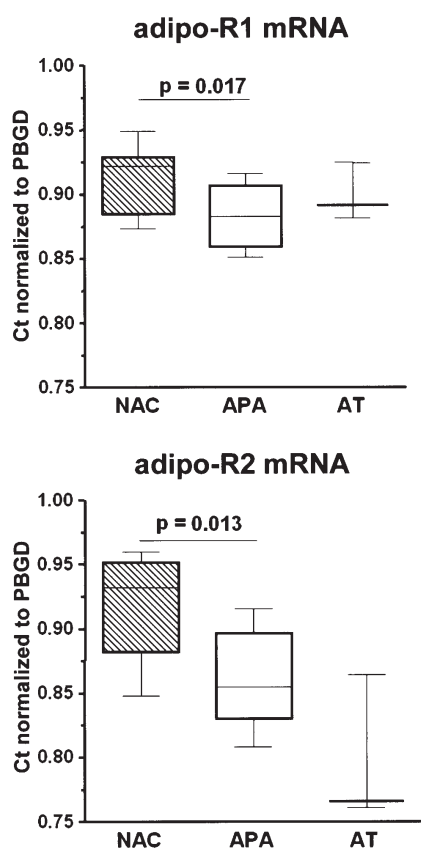 adipo-R1 mRNA
Ct normalized to PBGD
1.00
0.95
0.90
0.85
0.80
0.75
p = 0.017
NAC APA AT
adipo-R2 mRNA
Ct normalized to PBGD
1.00
0.95
0.90
0.85
0.80
0.75
p = 0.013
NAC APA AT